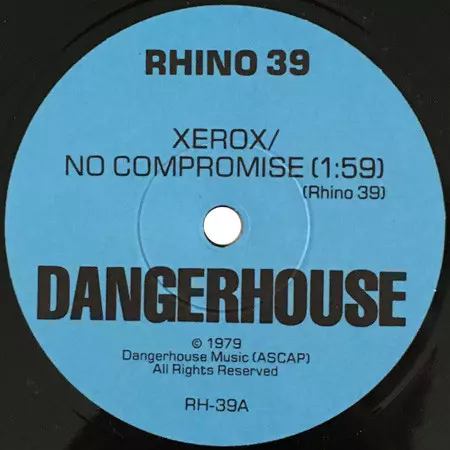 RHINO 39
XEROX/
NO COMPROMISE (1:59)
(Rhino 39)
DANGERHOUSE
© 1979
Dangerhouse Music (ASCAP)
All Rights Reserved
RH-39A